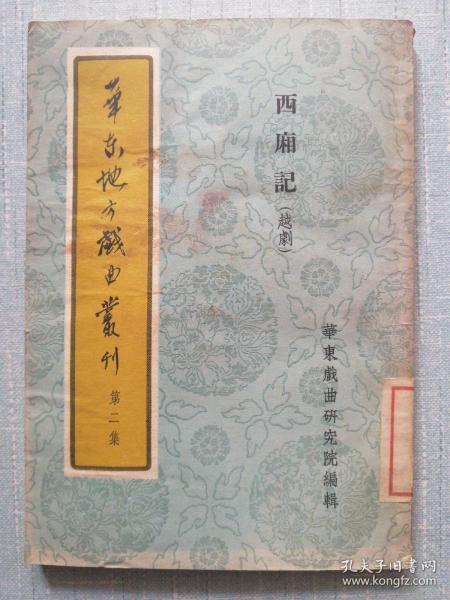 西廂記（越劇）
華東戲曲研究院編輯
華东地方戲曲叢刊
第二集
孔夫子旧书网
www.kongfz.com